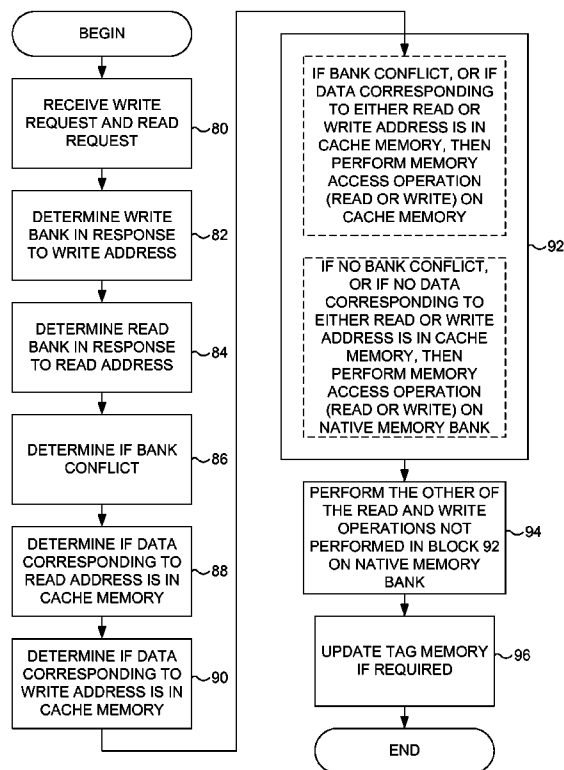 BEGIN
RECEIVE WRITE
REQUEST AND READ
REQUEST
80
DETERMINE WRITE
BANK IN RESPONSE
TO WRITE ADDRESS
82
DETERMINE READ
BANK IN RESPONSE
TO READ ADDRESS
84
DETERMINE IF BANK
CONFLICT
86
DETERMINE IF DATA
CORRESPONDING TO
READ ADDRESS IS IN
CACHE MEMORY
88
DETERMINE IF DATA
CORRESPONDING TO
WRITE ADDRESS IS IN
CACHE MEMORY
90
IF BANK CONFLICT, OR IF
DATA CORRESPONDING
TO EITHER READ OR
WRITE ADDRESS IS IN
CACHE MEMORY, THEN
PERFORM MEMORY
ACCESS OPERATION
(READ OR WRITE) ON
CACHE MEMORY
IF NO BANK CONFLICT,
OR IF NO DATA
CORRESPONDING TO
EITHER READ OR WRITE
ADDRESS IS IN CACHE
MEMORY, THEN
PERFORM MEMORY
ACCESS OPERATION
(READ OR WRITE) ON
NATIVE MEMORY BANK
92
PERFORM THE OTHER OF
THE READ AND WRITE
OPERATIONS NOT
PERFORMED IN BLOCK 92
ON NATIVE MEMORY
BANK
94
UPDATE TAG MEMORY
IF REQUIRED
96
END